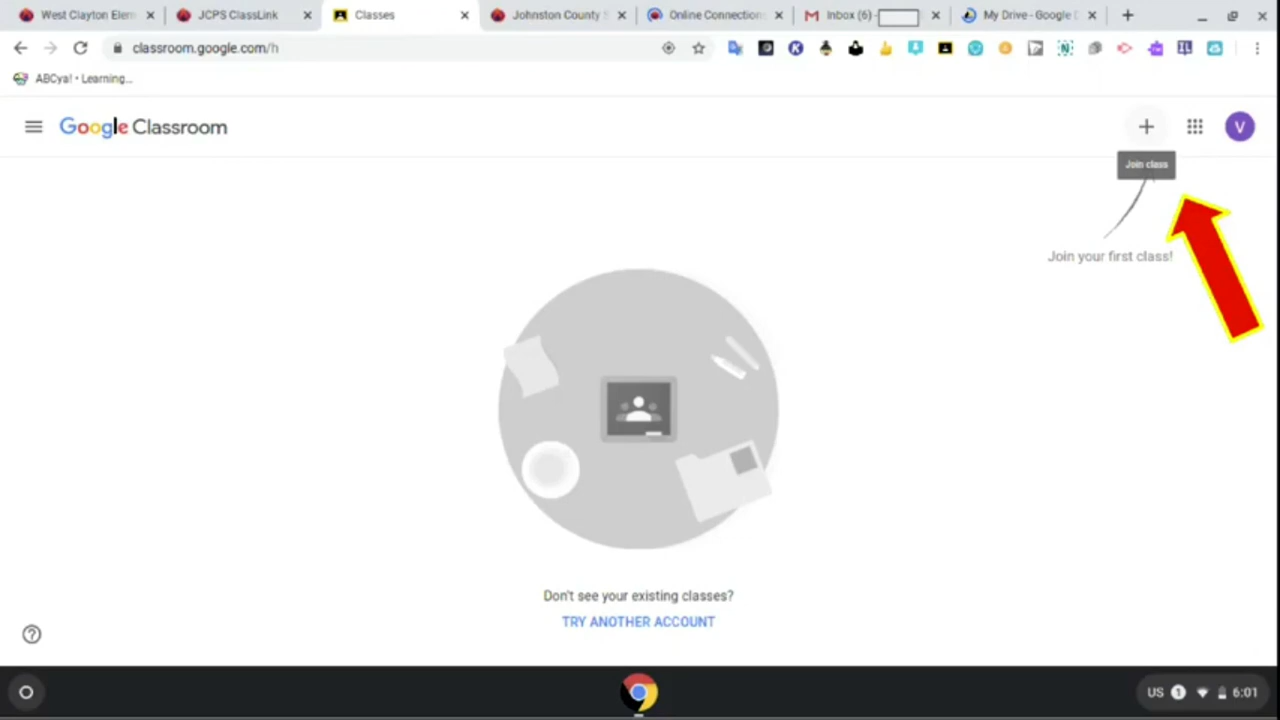 West Clayton Elem
JCPS ClassLink
Classes
Johnston County S
Online Connection
Inbox (6) -
My Drive - Google D
classroom.google.com/h
ABCya! • Learning...
Google Classroom
V
Join class
Join your first class!
Don't see your existing classes?
TRY ANOTHER ACCOUNT
US 1 6:01